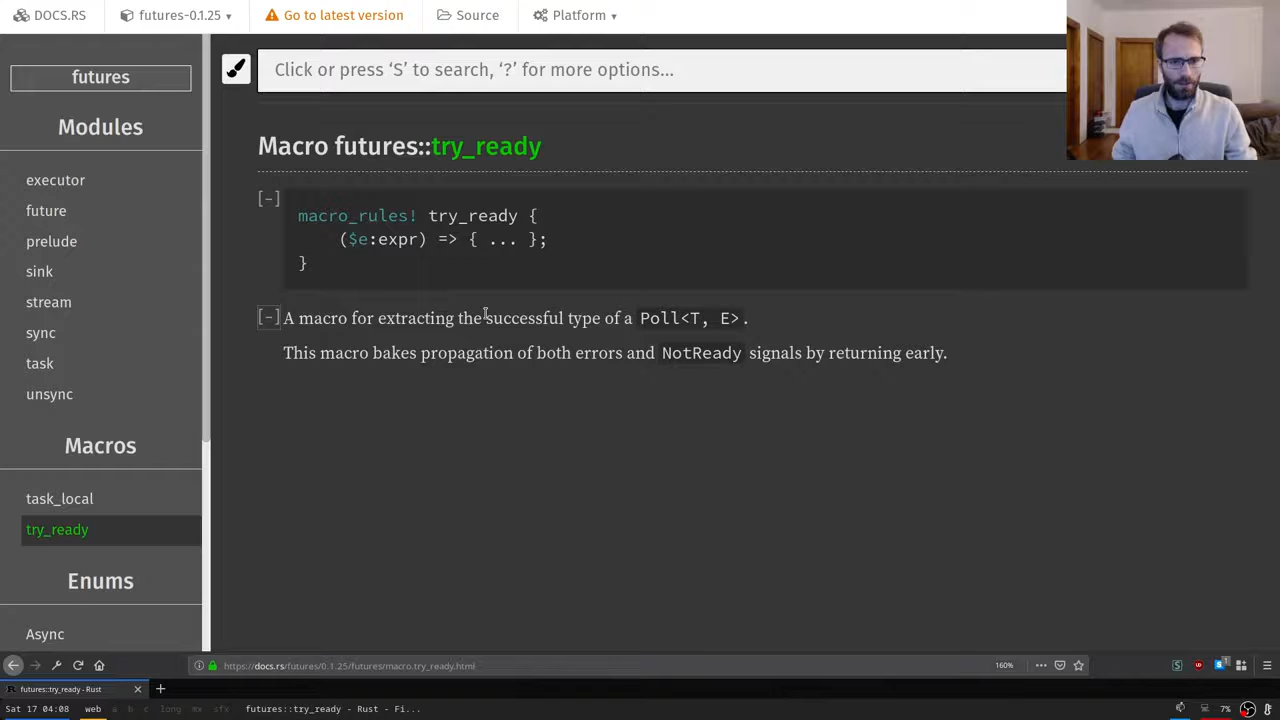 DOCS.RS futures-0.1.25 Go to latest version Source Platform
futures
Click or press ‘S’ to search, ‘?’ for more options…
Modules
executor
future
prelude
sink
stream
sync
task
unsync
Macros
task_local
try_ready
Enums
Async
Macro futures::try_ready
[-]
macro_rules! try_ready {
($e:expr) => { ... };
}
[-] A macro for extracting the successful type of a Poll<T, E>.
This macro bakes propagation of both errors and NotReady signals by returning early.
https://docs.rs/futures/0.1.25/futures/macro.try_ready.html 160%
futures::try_ready - Rust
Sat 17 04:08 web a b c long mx sfx futures::try_ready - Rust - Fi... 7%